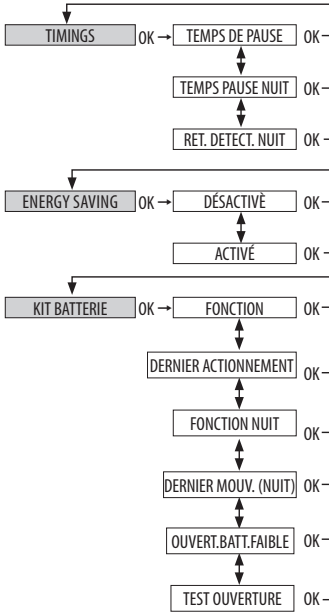 TIMINGS OK → TEMPS DE PAUSE OK
TEMPS PAUSE NUIT OK
RET. DETECT. NUIT OK
ENERGY SAVING OK → DÉSACTIVÈ OK
ACTIVÉ OK
KIT BATTERIE OK → FONCTION OK
DERNIER ACTIONNEMENT OK
FONCTION NUIT OK
DERNIER MOUV. (NUIT) OK
OUVERT.BATT.FAIBLE OK
TEST OUVERTURE OK